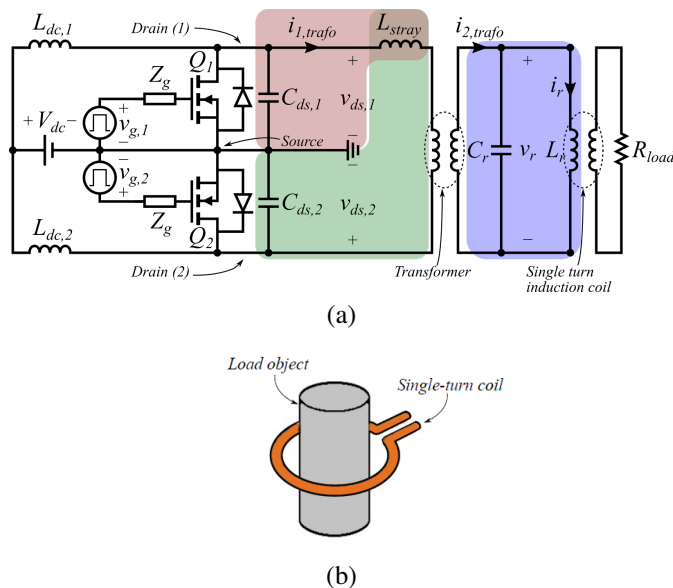 Drain (1)
L_dc,1
i_1,trafo
L_stray
i_2,trafo
Q_1
Z_g
+
+
+
i_r
+ V_dc −
v_g,1
C_ds,1
v_ds,1
−
Source
−
C_r
v_r
L_r
R_load
−
v_g,2
−
+
C_ds,2
v_ds,2
Z_g
L_dc,2
Q_2
+
−
Drain (2)
Transformer
Single turn
induction coil
(a)
Load object
Single-turn coil
(b)